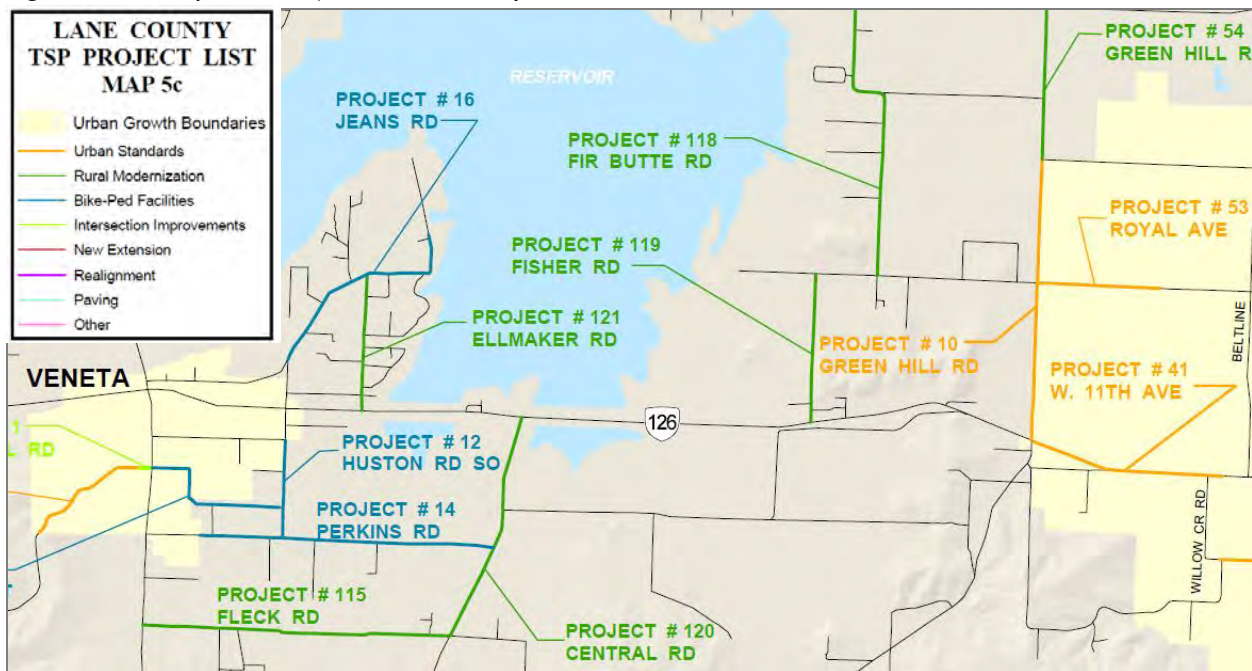 LANE COUNTY
TSP PROJECT LIST
MAP 5c
Urban Growth Boundaries
Urban Standards
Rural Modernization
Bike-Ped Facilities
Intersection Improvements
New Extension
Realignment
Paving
Other
RESERVOIR
PROJECT # 54
GREEN HILL R
PROJECT # 16
JEANS RD
PROJECT # 118
FIR BUTTE RD
PROJECT # 53
ROYAL AVE
PROJECT # 119
FISHER RD
PROJECT # 121
ELLMAKER RD
PROJECT # 10
GREEN HILL RD
BELTLINE
PROJECT # 41
W. 11TH AVE
VENETA
126
1
L RD
PROJECT # 12
HUSTON RD SO
PROJECT # 14
PERKINS RD
WILLOW CR RD
PROJECT # 115
FLECK RD
PROJECT # 120
CENTRAL RD